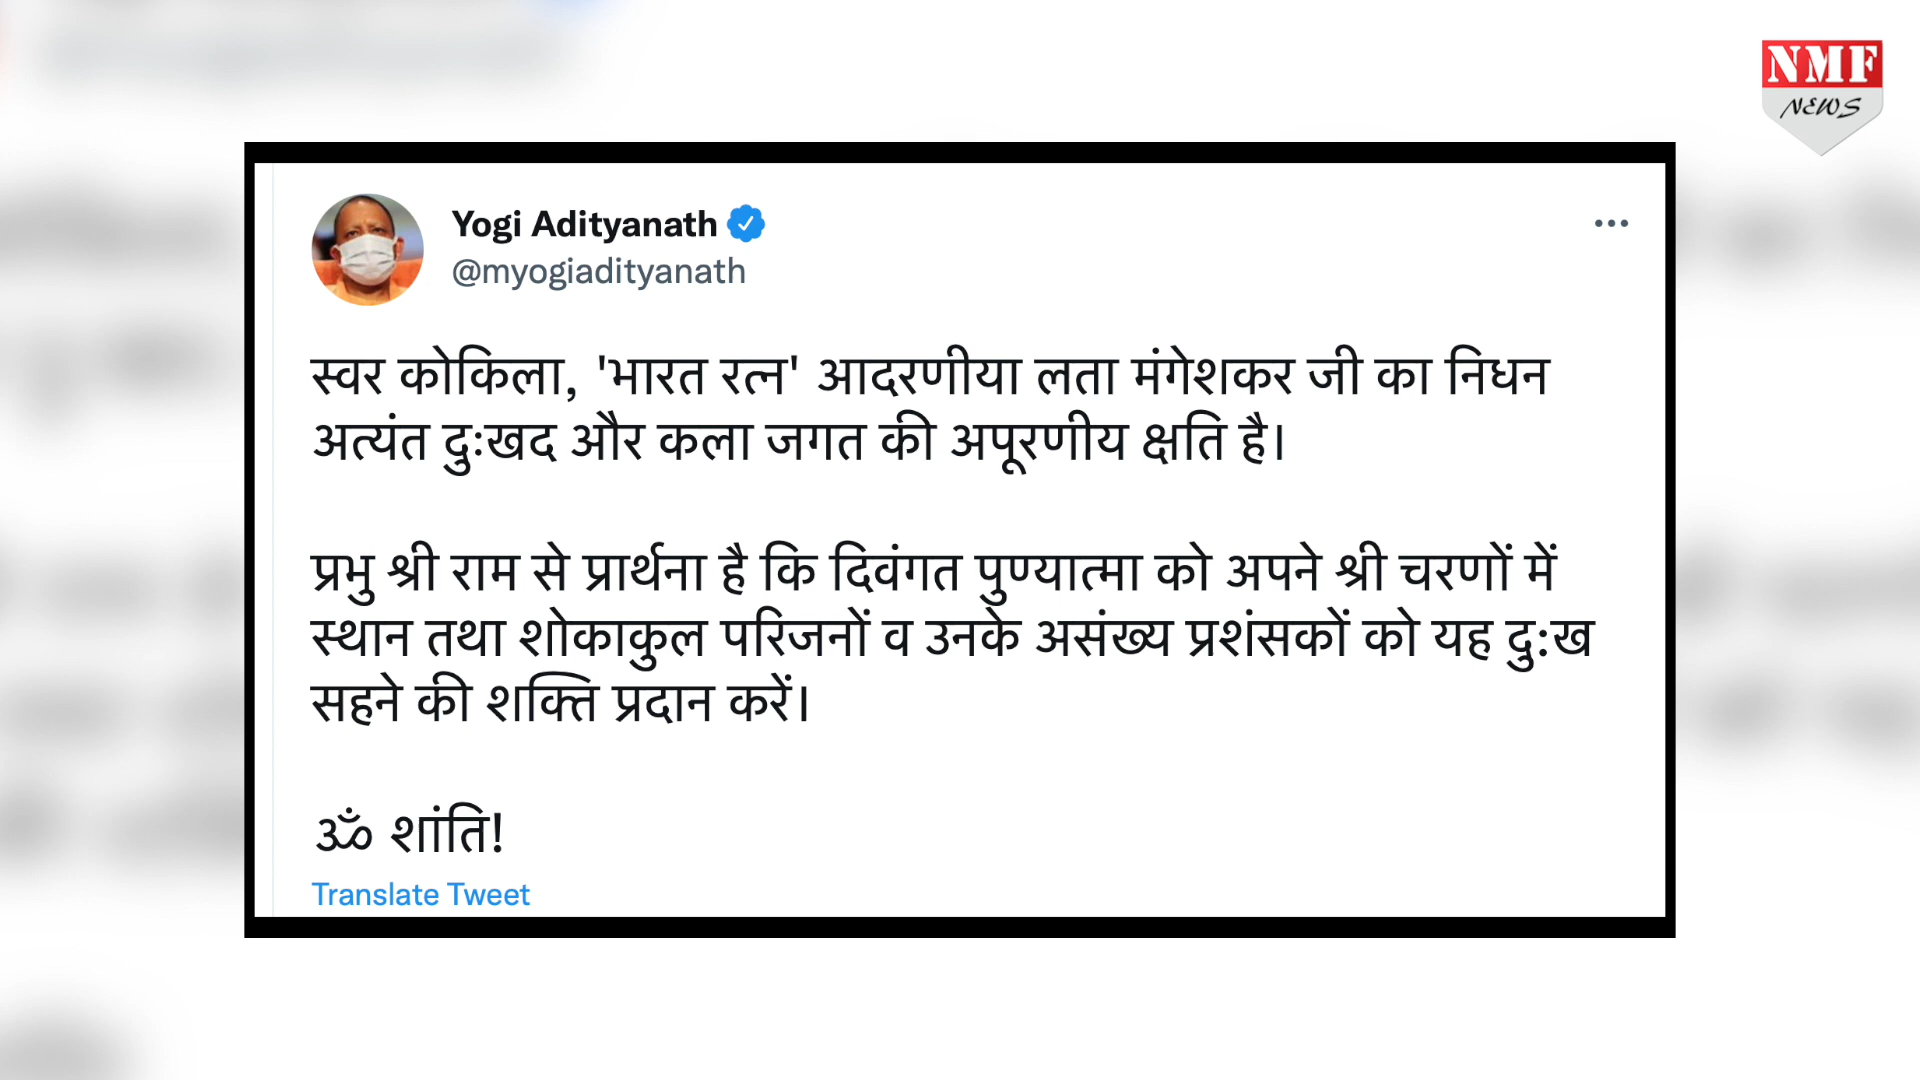 NMF
NEWS
Yogi Adityanath
@myogiadityanath
स्वर कोकिला, 'भारत रत्न' आदरणीया लता मंगेशकर जी का निधन
अत्यंत दुःखद और कला जगत की अपूरणीय क्षति है।
प्रभु श्री राम से प्रार्थना है कि दिवंगत पुण्यात्मा को अपने श्री चरणों में
स्थान तथा शोकाकुल परिजनों व उनके असंख्य प्रशंसकों को यह दु:ख
सहने की शक्ति प्रदान करें।
ॐ शांति!
Translate Tweet